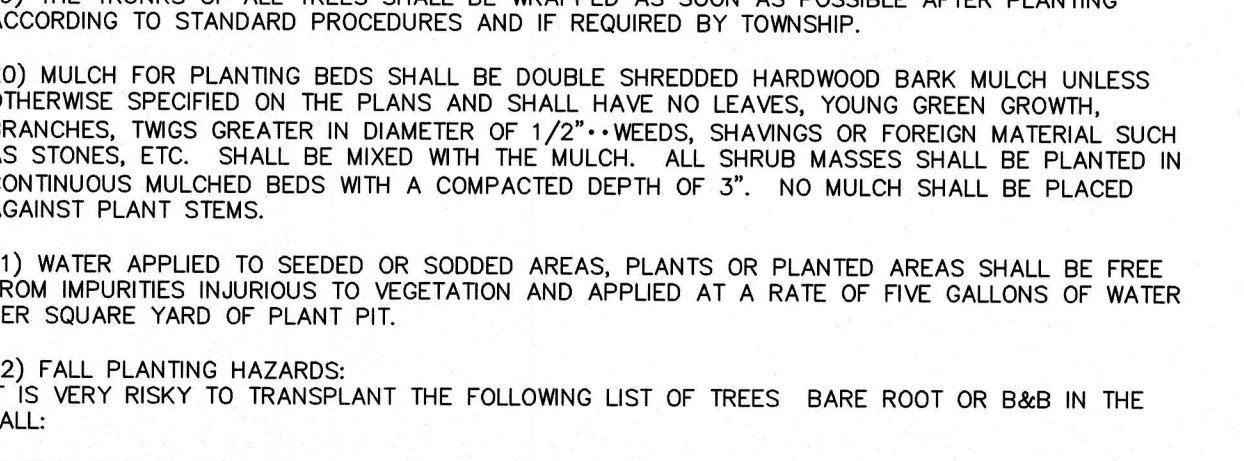 THE TRUNKS OF ALL TREES SHALL BE WRAPPED AS SOON AS POSSIBLE AFTER PLANTING
ACCORDING TO STANDARD PROCEDURES AND IF REQUIRED BY TOWNSHIP.
0) MULCH FOR PLANTING BEDS SHALL BE DOUBLE SHREDDED HARDWOOD BARK MULCH UNLESS
OTHERWISE SPECIFIED ON THE PLANS AND SHALL HAVE NO LEAVES, YOUNG GREEN GROWTH,
BRANCHES, TWIGS GREATER IN DIAMETER OF 1/2"••WEEDS, SHAVINGS OR FOREIGN MATERIAL SUCH
AS STONES, ETC.  SHALL BE MIXED WITH THE MULCH.  ALL SHRUB MASSES SHALL BE PLANTED IN
CONTINUOUS MULCHED BEDS WITH A COMPACTED DEPTH OF 3".  NO MULCH SHALL BE PLACED
AGAINST PLANT STEMS.
1) WATER APPLIED TO SEEDED OR SODDED AREAS, PLANTS OR PLANTED AREAS SHALL BE FREE
FROM IMPURITIES INJURIOUS TO VEGETATION AND APPLIED AT A RATE OF FIVE GALLONS OF WATER
PER SQUARE YARD OF PLANT PIT.
2) FALL PLANTING HAZARDS:
IT IS VERY RISKY TO TRANSPLANT THE FOLLOWING LIST OF TREES  BARE ROOT OR B&B IN THE
FALL: